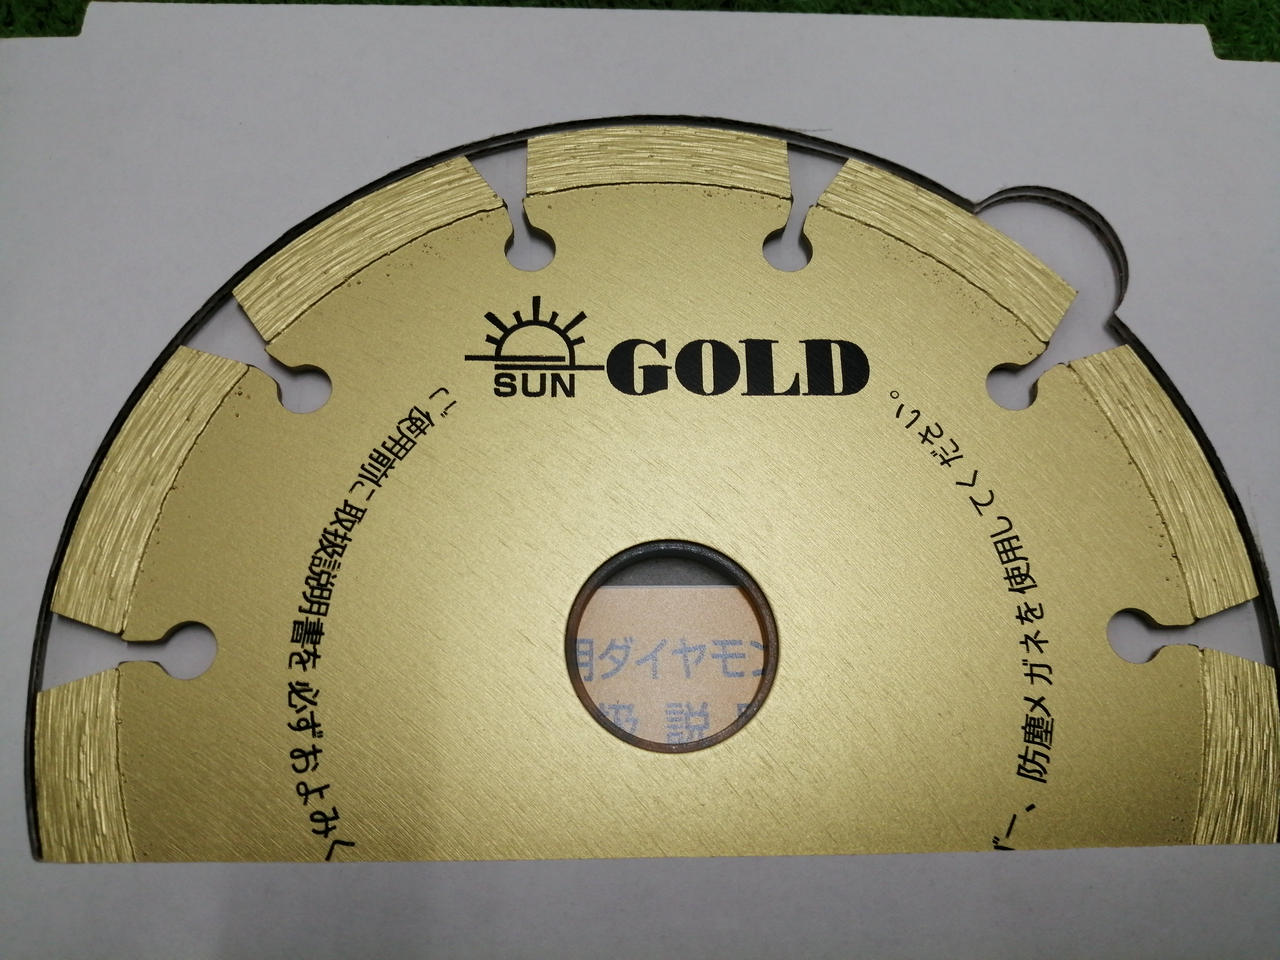 SUN GOLD
ご使用前に取扱説明書を必ずおよみく
ー、防塵メガネを使用してください。
用ダイヤモン
扱 説